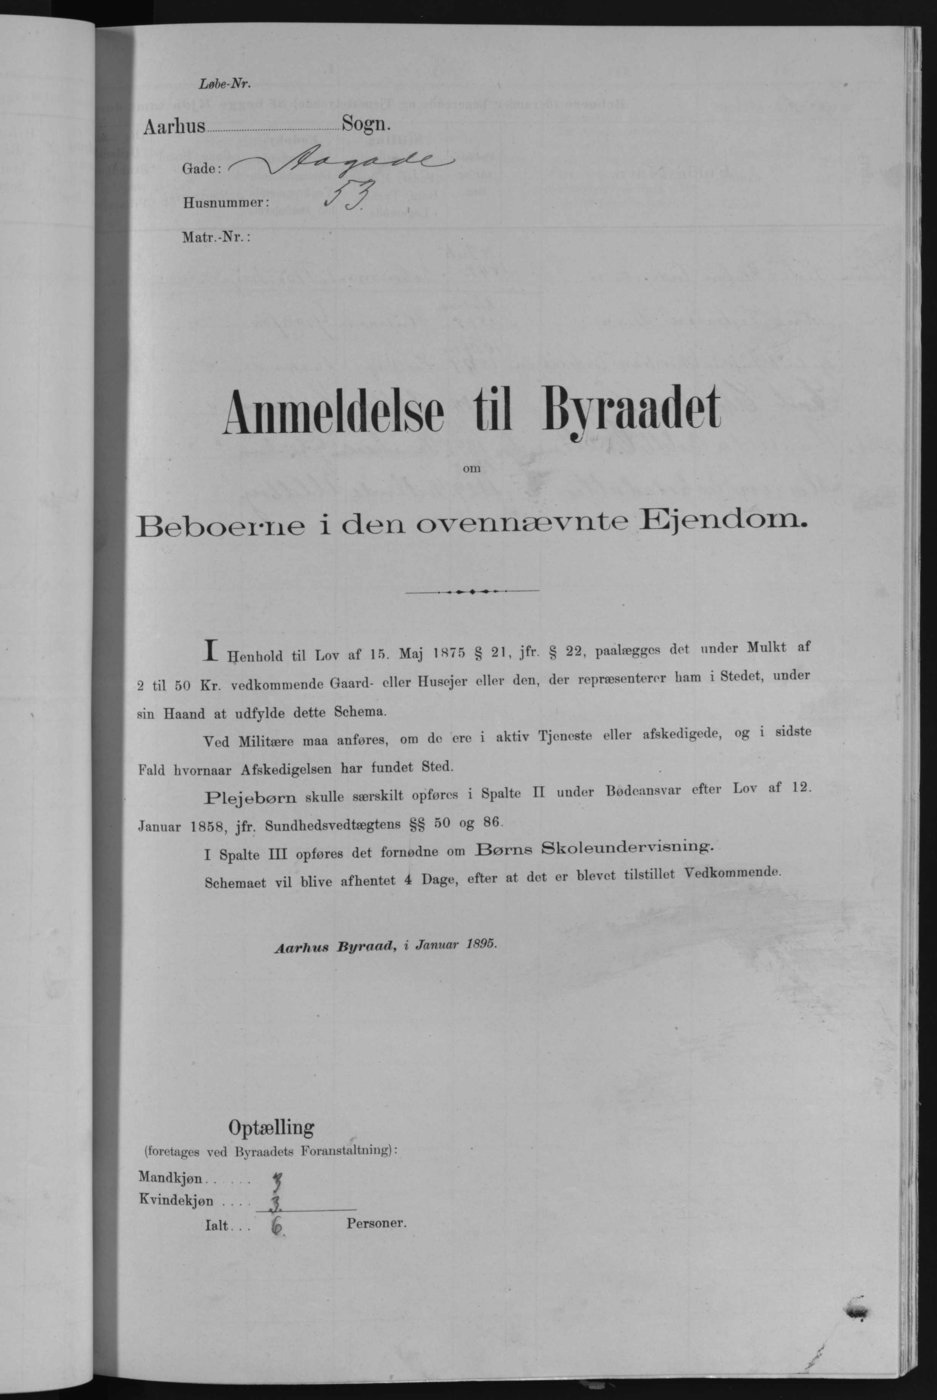 Løbe-Nr.
Aarhus Sogn.
Gade: Aagade
Husnummer: 53.
Matr.-Nr.:
Anmeldelse til Byraadet
om
Beboerne i den ovennævnte Ejendom.
I Henhold til Lov af 15. Maj 1875 § 21, jfr. § 22, paalægges det under Mulkt af
2 til 50 Kr. vedkommende Gaard- eller Husejer eller den, der repræsenterer ham i Stedet, under
sin Haand at udfylde dette Schema.
Ved Militære maa anføres, om de ere i aktiv Tjeneste eller afskedigede, og i sidste
Fald hvornaar Afskedigelsen har fundet Sted.
Plejebørn skulle særskilt opføres i Spalte II under Bødeansvar efter Lov af 12.
Januar 1858, jfr. Sundhedsvedtægtens §§ 50 og 86.
I Spalte III opføres det fornødne om Børns Skoleundervisning.
Schemaet vil blive afhentet 4 Dage, efter at det er blevet tilstillet Vedkommende.
Aarhus Byraad, i Januar 1895.
Optælling
(foretages ved Byraadets Foranstaltning):
Mandkjøn...... 3
Kvindekjøn .... 3.
Ialt... 6. Personer.